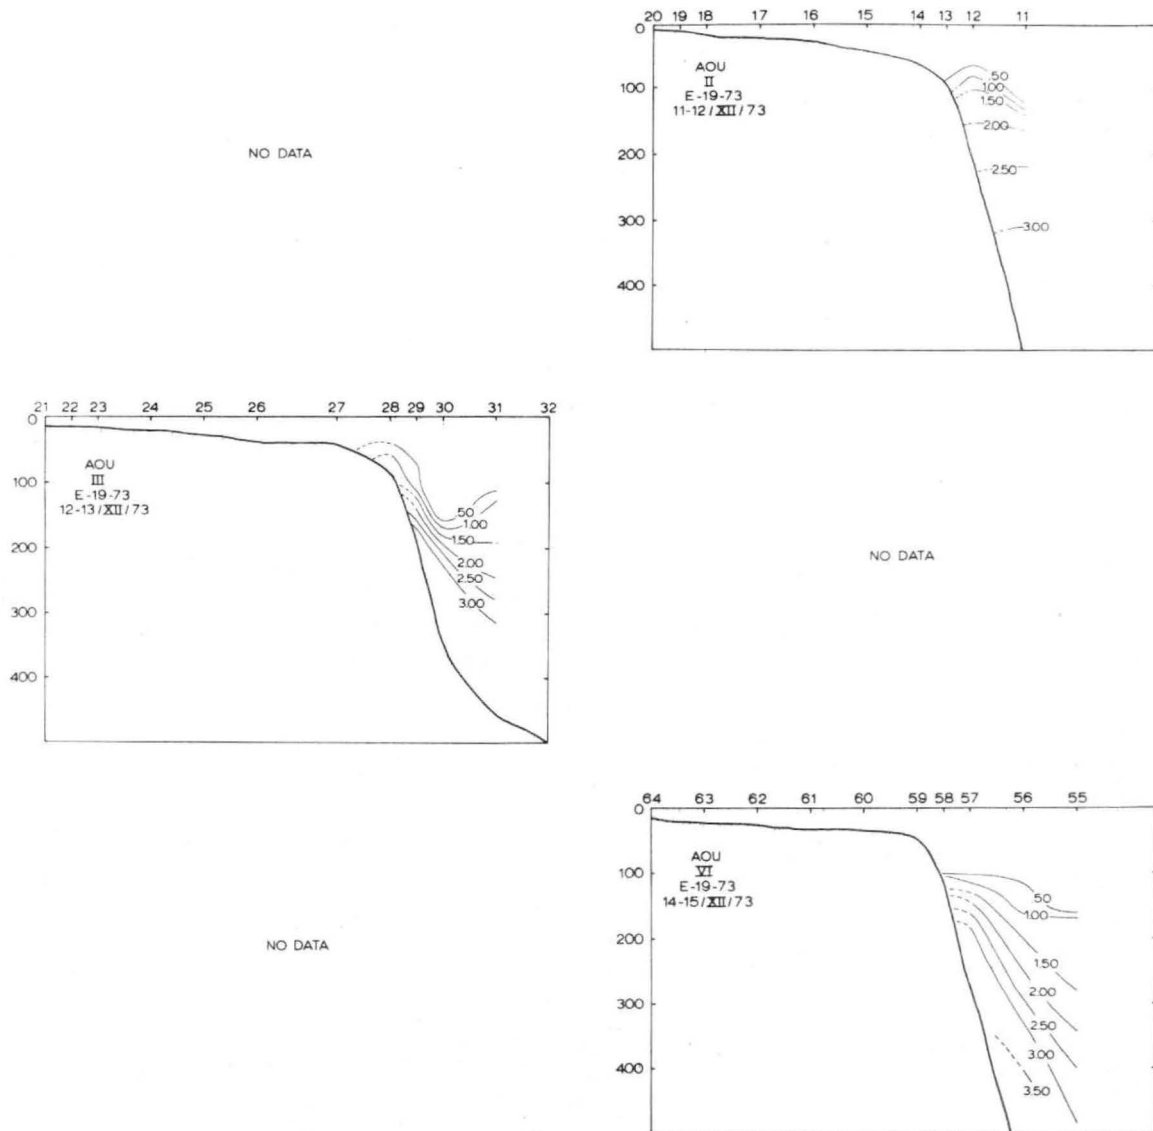 NO DATA
20 19 18 17 16 15 14 13 12 11
0
100
200
300
400
AOU
II
E-19-73
11-12/XII/73
.50
1.00
1.50
2.00
2.50
3.00
21 22 23 24 25 26 27 28 29 30 31 32
0
100
200
300
400
AOU
III
E-19-73
12-13/XII/73
.50
1.00
1.50
2.00
2.50
3.00
NO DATA
NO DATA
64 63 62 61 60 59 58 57 56 55
0
100
200
300
400
AOU
VI
E-19-73
14-15/XII/73
.50
1.00
1.50
2.00
2.50
3.00
3.50